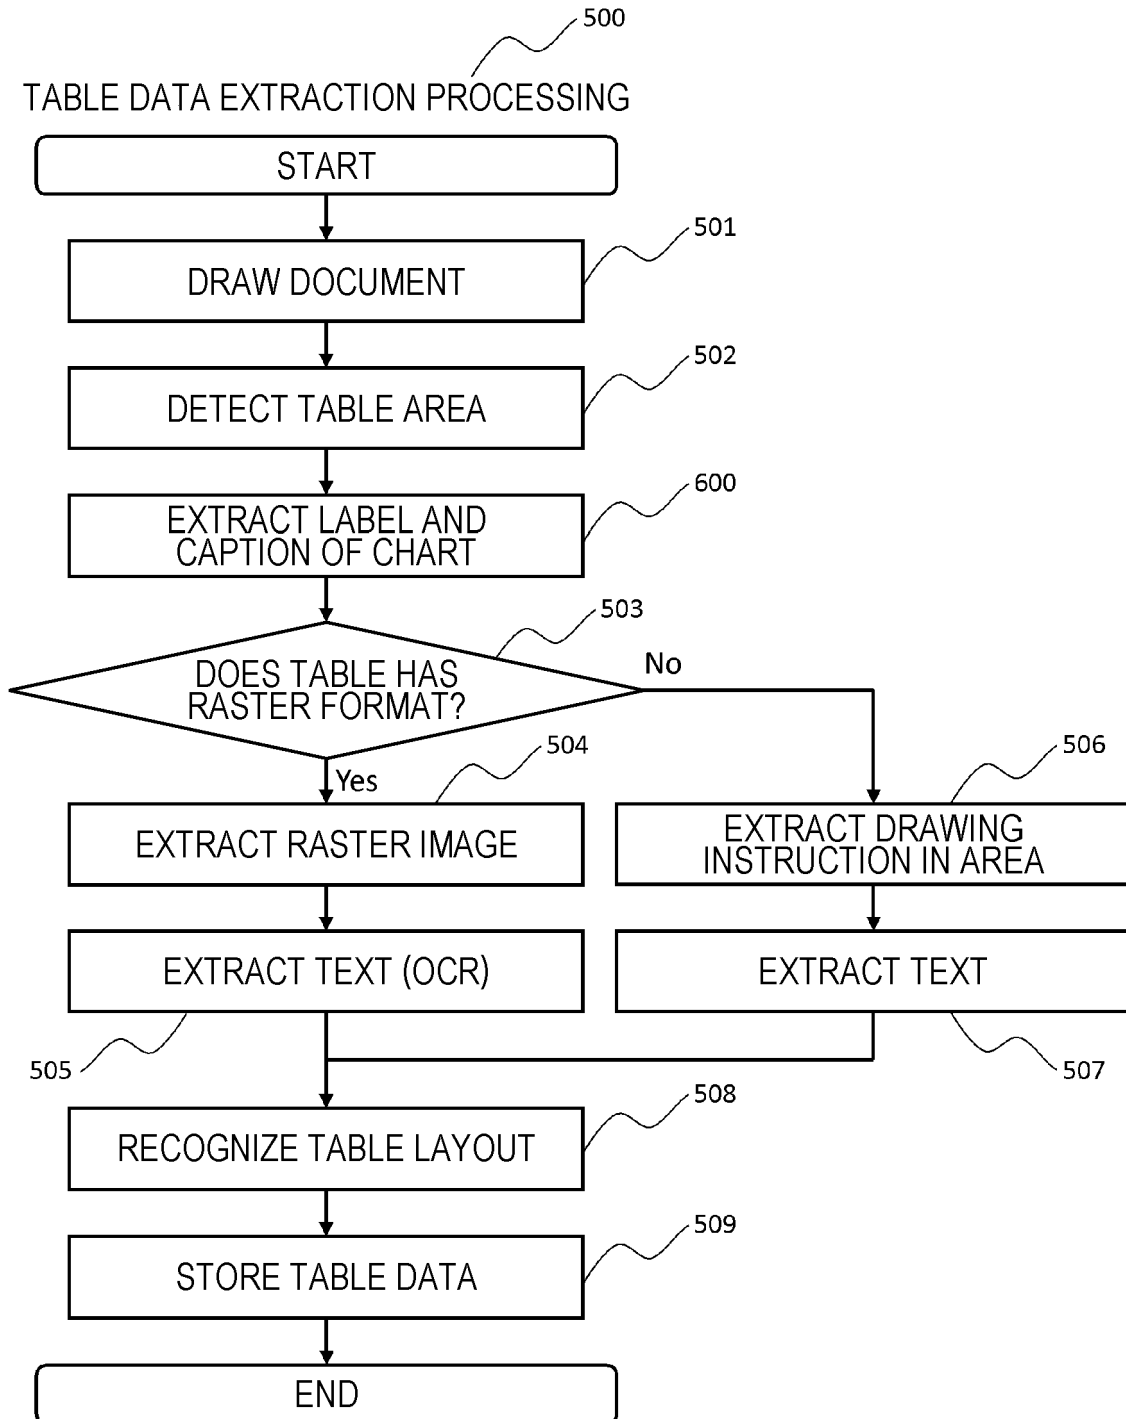 500
TABLE DATA EXTRACTION PROCESSING
START
501
DRAW DOCUMENT
502
DETECT TABLE AREA
600
EXTRACT LABEL AND
CAPTION OF CHART
503
DOES TABLE HAS
RASTER FORMAT?
No
Yes
504
EXTRACT RASTER IMAGE
506
EXTRACT DRAWING
INSTRUCTION IN AREA
EXTRACT TEXT (OCR)
505
EXTRACT TEXT
507
508
RECOGNIZE TABLE LAYOUT
509
STORE TABLE DATA
END